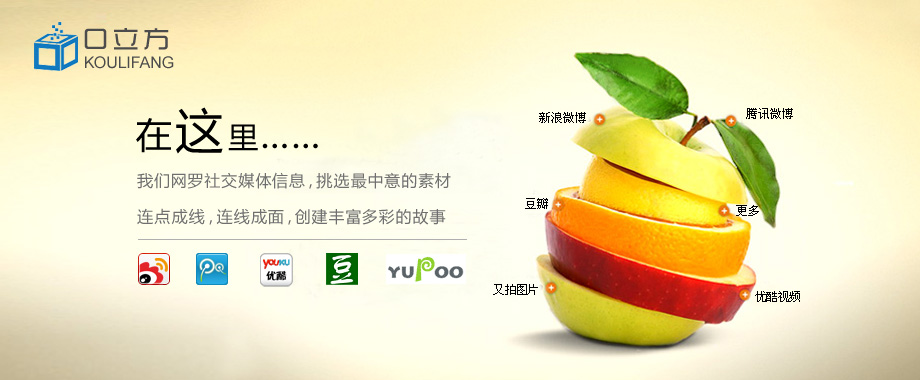 口立方
KOULIFANG
在这里……
我们网罗社交媒体信息，挑选最中意的素材
连点成线，连线成面，创建丰富多彩的故事
YOUKU
优酷
豆
YUPOO
新浪微博
腾讯微博
豆瓣
更多
又拍图片
优酷视频